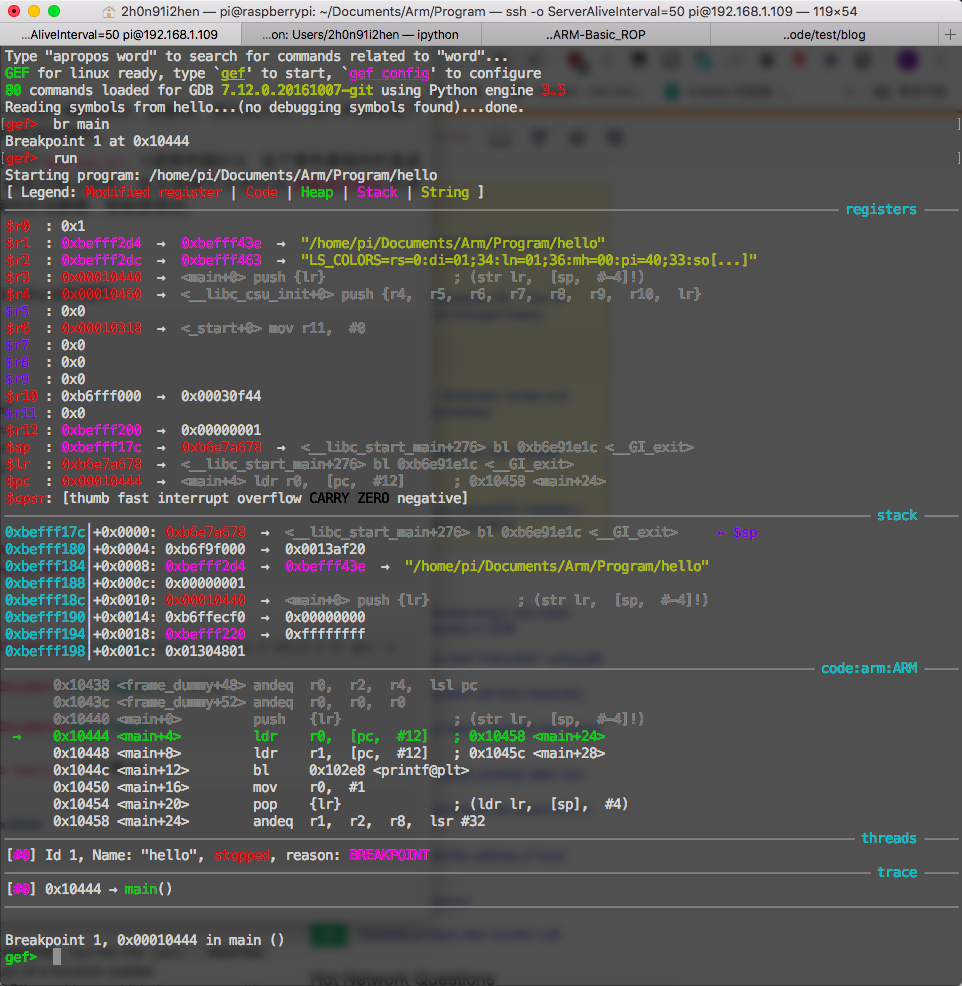 2h0n91i2hen — pi@raspberrypi: ~/Documents/Arm/Program — ssh -o ServerAliveInterval=50 pi@192.168.1.109 — 119×54
...AliveInterval=50 pi@192.168.1.109 ...on: Users/2h0n91i2hen — ipython ..ARM-Basic_ROP ..ode/test/blog +
Type "apropos word" to search for commands related to "word"...
GEF for linux ready, type `gef' to start, `gef config' to configure
80 commands loaded for GDB 7.12.0.20161007-git using Python engine 3.5
Reading symbols from hello...(no debugging symbols found)...done.
[gef> br main ]
Breakpoint 1 at 0x10444
[gef> run ]
Starting program: /home/pi/Documents/Arm/Program/hello
[ Legend: Modified register | Code | Heap | Stack | String ]
registers
$r0 : 0x1
$r1 : 0xbefff2d4 → 0xbefff43e → "/home/pi/Documents/Arm/Program/hello"
$r2 : 0xbefff2dc → 0xbefff463 → "LS_COLORS=rs=0:di=01;34:ln=01;36:mh=00:pi=40;33:so[...]"
$r3 : 0x00010440 → <main+0> push {lr} ; (str lr, [sp, #-4]!)
$r4 : 0x00010460 → <__libc_csu_init+0> push {r4, r5, r6, r7, r8, r9, r10, lr}
$r5 : 0x0
$r6 : 0x00010318 → <_start+0> mov r11, #0
$r7 : 0x0
$r8 : 0x0
$r9 : 0x0
$r10 : 0xb6fff000 → 0x00030f44
$r11 : 0x0
$r12 : 0xbefff200 → 0x00000001
$sp : 0xbefff17c → 0xb6e7a678 → <__libc_start_main+276> bl 0xb6e91e1c <__GI_exit>
$lr : 0xb6e7a678 → <__libc_start_main+276> bl 0xb6e91e1c <__GI_exit>
$pc : 0x00010444 → <main+4> ldr r0, [pc, #12] ; 0x10458 <main+24>
$cpsr: [thumb fast interrupt overflow CARRY ZERO negative]
stack
0xbefff17c|+0x0000: 0xb6e7a678 → <__libc_start_main+276> bl 0xb6e91e1c <__GI_exit> ← $sp
0xbefff180|+0x0004: 0xb6f9f000 → 0x0013af20
0xbefff184|+0x0008: 0xbefff2d4 → 0xbefff43e → "/home/pi/Documents/Arm/Program/hello"
0xbefff188|+0x000c: 0x00000001
0xbefff18c|+0x0010: 0x00010440 → <main+0> push {lr} ; (str lr, [sp, #-4]!)
0xbefff190|+0x0014: 0xb6ffecf0 → 0x00000000
0xbefff194|+0x0018: 0xbefff220 → 0xffffffff
0xbefff198|+0x001c: 0x01304801
code:arm:ARM
0x10438 <frame_dummy+48> andeq r0, r2, r4, lsl pc
0x1043c <frame_dummy+52> andeq r0, r0, r0
0x10440 <main+0> push {lr} ; (str lr, [sp, #-4]!)
→ 0x10444 <main+4> ldr r0, [pc, #12] ; 0x10458 <main+24>
0x10448 <main+8> ldr r1, [pc, #12] ; 0x1045c <main+28>
0x1044c <main+12> bl 0x102e8 <printf@plt>
0x10450 <main+16> mov r0, #1
0x10454 <main+20> pop {lr} ; (ldr lr, [sp], #4)
0x10458 <main+24> andeq r1, r2, r8, lsr #32
threads
[#0] Id 1, Name: "hello", stopped, reason: BREAKPOINT
trace
[#0] 0x10444 → main()
Breakpoint 1, 0x00010444 in main ()
gef>
Hot Network Questions